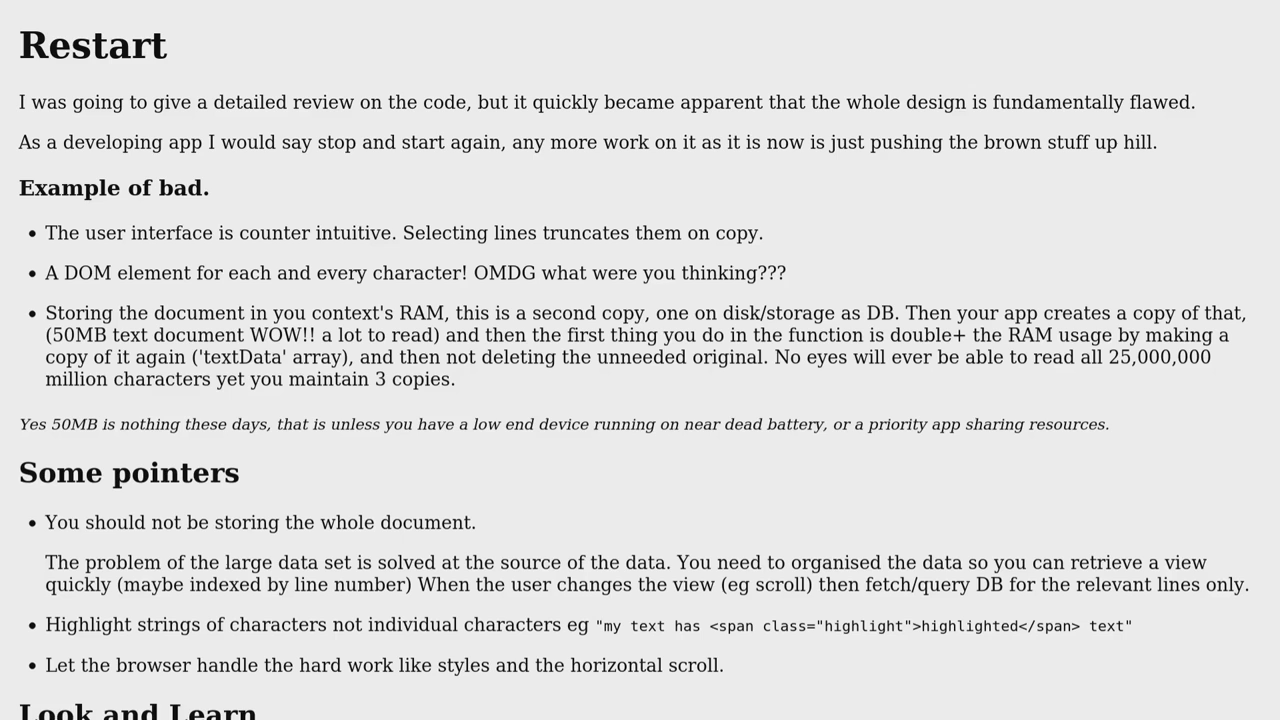 Restart
I was going to give a detailed review on the code, but it quickly became apparent that the whole design is fundamentally flawed.
As a developing app I would say stop and start again, any more work on it as it is now is just pushing the brown stuff up hill.
Example of bad.
• The user interface is counter intuitive. Selecting lines truncates them on copy.
• A DOM element for each and every character! OMDG what were you thinking???
• Storing the document in you context's RAM, this is a second copy, one on disk/storage as DB. Then your app creates a copy of that,
(50MB text document WOW!! a lot to read) and then the first thing you do in the function is double+ the RAM usage by making a
copy of it again ('textData' array), and then not deleting the unneeded original. No eyes will ever be able to read all 25,000,000
million characters yet you maintain 3 copies.
Yes 50MB is nothing these days, that is unless you have a low end device running on near dead battery, or a priority app sharing resources.
Some pointers
• You should not be storing the whole document.
The problem of the large data set is solved at the source of the data. You need to organised the data so you can retrieve a view
quickly (maybe indexed by line number) When the user changes the view (eg scroll) then fetch/query DB for the relevant lines only.
• Highlight strings of characters not individual characters eg "my text has <span class="highlight">highlighted</span> text"
• Let the browser handle the hard work like styles and the horizontal scroll.
Look and Learn